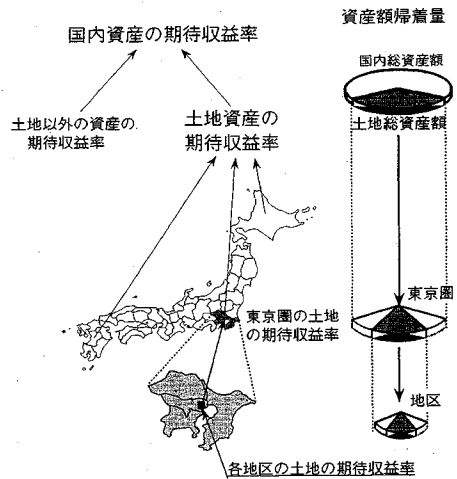 資産額帰着量
国内資産の期待収益率
国内総資産額
土地以外の資産の
期待収益率
土地資産の
期待収益率
土地総資産額
東京圏
東京圏の土地
の期待収益率
地区
各地区の土地の期待収益率